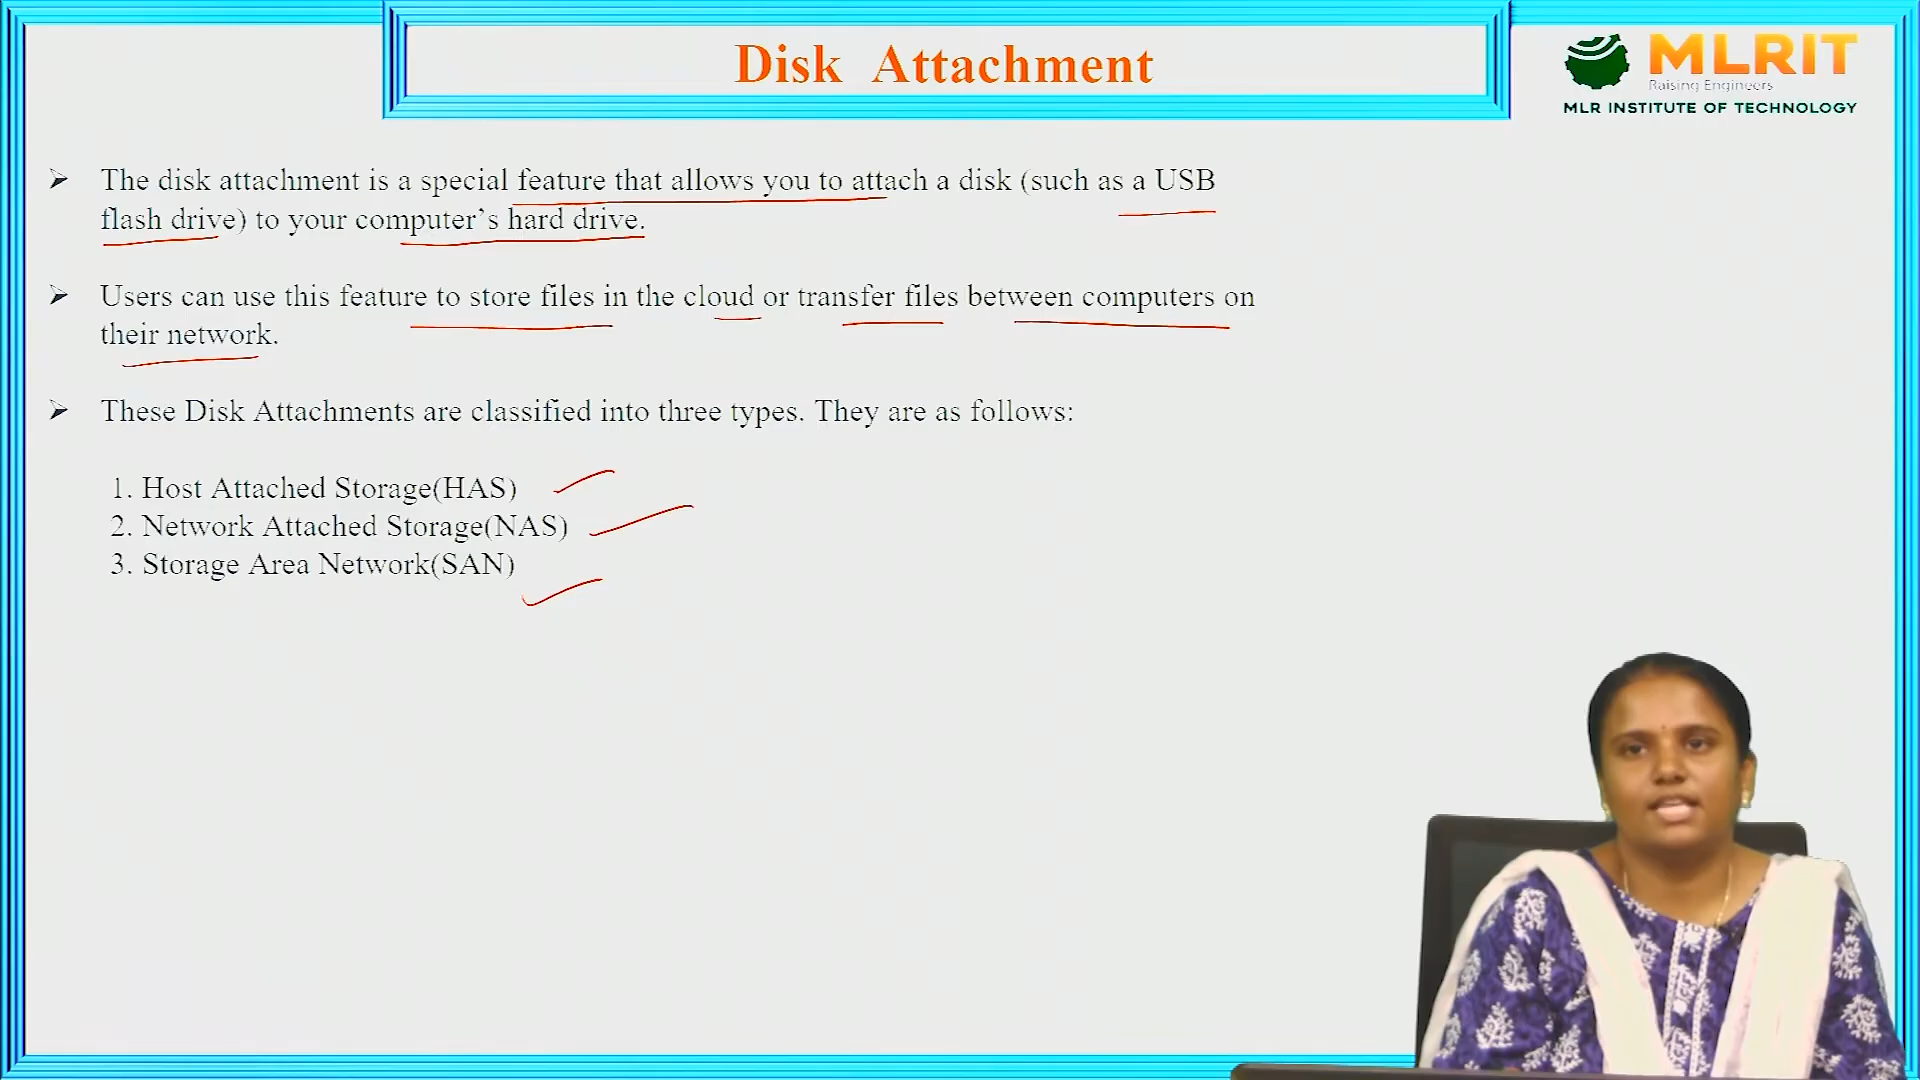 Disk Attachment
MLRIT
Raising Engineers
MLR INSTITUTE OF TECHNOLOGY
➢ The disk attachment is a special feature that allows you to attach a disk (such as a USB
flash drive) to your computer’s hard drive.
➢ Users can use this feature to store files in the cloud or transfer files between computers on
their network.
➢ These Disk Attachments are classified into three types. They are as follows:
1. Host Attached Storage(HAS)
2. Network Attached Storage(NAS)
3. Storage Area Network(SAN)